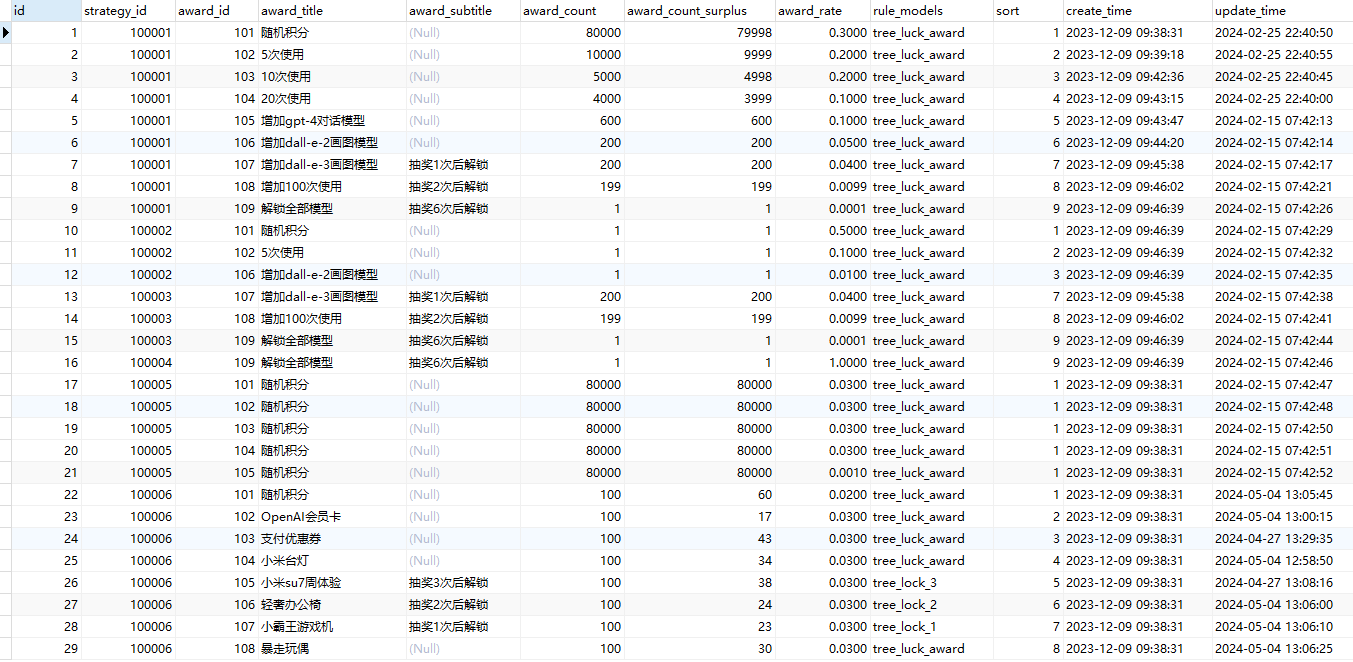 id strategy_id award_id award_title award_subtitle award_count award_count_surplus award_rate rule_models sort create_time update_time
1 100001 101 随机积分 (Null) 80000 79998 0.3000 tree_luck_award 1 2023-12-09 09:38:31 2024-02-25 22:40:50
2 100001 102 5次使用 (Null) 10000 9999 0.2000 tree_luck_award 2 2023-12-09 09:39:18 2024-02-25 22:40:55
3 100001 103 10次使用 (Null) 5000 4998 0.2000 tree_luck_award 3 2023-12-09 09:42:36 2024-02-25 22:40:45
4 100001 104 20次使用 (Null) 4000 3999 0.1000 tree_luck_award 4 2023-12-09 09:43:15 2024-02-25 22:40:00
5 100001 105 增加gpt-4对话模型 (Null) 600 600 0.1000 tree_luck_award 5 2023-12-09 09:43:47 2024-02-15 07:42:13
6 100001 106 增加dall-e-2画图模型 (Null) 200 200 0.0500 tree_luck_award 6 2023-12-09 09:44:20 2024-02-15 07:42:14
7 100001 107 增加dall-e-3画图模型 抽奖1次后解锁 200 200 0.0400 tree_luck_award 7 2023-12-09 09:45:38 2024-02-15 07:42:17
8 100001 108 增加100次使用 抽奖2次后解锁 199 199 0.0099 tree_luck_award 8 2023-12-09 09:46:02 2024-02-15 07:42:21
9 100001 109 解锁全部模型 抽奖6次后解锁 1 1 0.0001 tree_luck_award 9 2023-12-09 09:46:39 2024-02-15 07:42:26
10 100002 101 随机积分 (Null) 1 1 0.5000 tree_luck_award 1 2023-12-09 09:46:39 2024-02-15 07:42:29
11 100002 102 5次使用 (Null) 1 1 0.1000 tree_luck_award 2 2023-12-09 09:46:39 2024-02-15 07:42:32
12 100002 106 增加dall-e-2画图模型 (Null) 1 1 0.0100 tree_luck_award 3 2023-12-09 09:46:39 2024-02-15 07:42:35
13 100003 107 增加dall-e-3画图模型 抽奖1次后解锁 200 200 0.0400 tree_luck_award 7 2023-12-09 09:45:38 2024-02-15 07:42:38
14 100003 108 增加100次使用 抽奖2次后解锁 199 199 0.0099 tree_luck_award 8 2023-12-09 09:46:02 2024-02-15 07:42:41
15 100003 109 解锁全部模型 抽奖6次后解锁 1 1 0.0001 tree_luck_award 9 2023-12-09 09:46:39 2024-02-15 07:42:44
16 100004 109 解锁全部模型 抽奖6次后解锁 1 1 1.0000 tree_luck_award 9 2023-12-09 09:46:39 2024-02-15 07:42:46
17 100005 101 随机积分 (Null) 80000 80000 0.0300 tree_luck_award 1 2023-12-09 09:38:31 2024-02-15 07:42:47
18 100005 102 随机积分 (Null) 80000 80000 0.0300 tree_luck_award 1 2023-12-09 09:38:31 2024-02-15 07:42:48
19 100005 103 随机积分 (Null) 80000 80000 0.0300 tree_luck_award 1 2023-12-09 09:38:31 2024-02-15 07:42:50
20 100005 104 随机积分 (Null) 80000 80000 0.0300 tree_luck_award 1 2023-12-09 09:38:31 2024-02-15 07:42:51
21 100005 105 随机积分 (Null) 80000 80000 0.0010 tree_luck_award 1 2023-12-09 09:38:31 2024-02-15 07:42:52
22 100006 101 随机积分 (Null) 100 60 0.0200 tree_luck_award 1 2023-12-09 09:38:31 2024-05-04 13:05:45
23 100006 102 OpenAI会员卡 (Null) 100 17 0.0300 tree_luck_award 2 2023-12-09 09:38:31 2024-05-04 13:00:15
24 100006 103 支付优惠券 (Null) 100 43 0.0300 tree_luck_award 3 2023-12-09 09:38:31 2024-04-27 13:29:35
25 100006 104 小米台灯 (Null) 100 34 0.0300 tree_luck_award 4 2023-12-09 09:38:31 2024-05-04 12:58:50
26 100006 105 小米su7周体验 抽奖3次后解锁 100 38 0.0300 tree_lock_3 5 2023-12-09 09:38:31 2024-04-27 13:08:16
27 100006 106 轻奢办公椅 抽奖2次后解锁 100 24 0.0300 tree_lock_2 6 2023-12-09 09:38:31 2024-05-04 13:06:00
28 100006 107 小霸王游戏机 抽奖1次后解锁 100 23 0.0300 tree_lock_1 7 2023-12-09 09:38:31 2024-05-04 13:06:10
29 100006 108 暴走玩偶 (Null) 100 30 0.0300 tree_luck_award 8 2023-12-09 09:38:31 2024-05-04 13:06:25